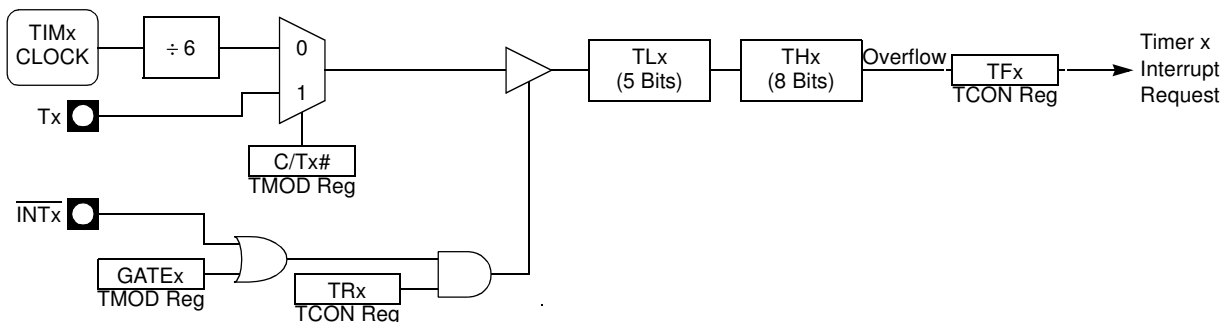 TIMx
CLOCK
÷ 6
0
1
Tx
C/Tx#
TMOD Reg
TLx
(5 Bits)
THx
(8 Bits)
Overflow
TFx
TCON Reg
Timer x
Interrupt
Request
INTx
GATEx
TMOD Reg
TRx
TCON Reg